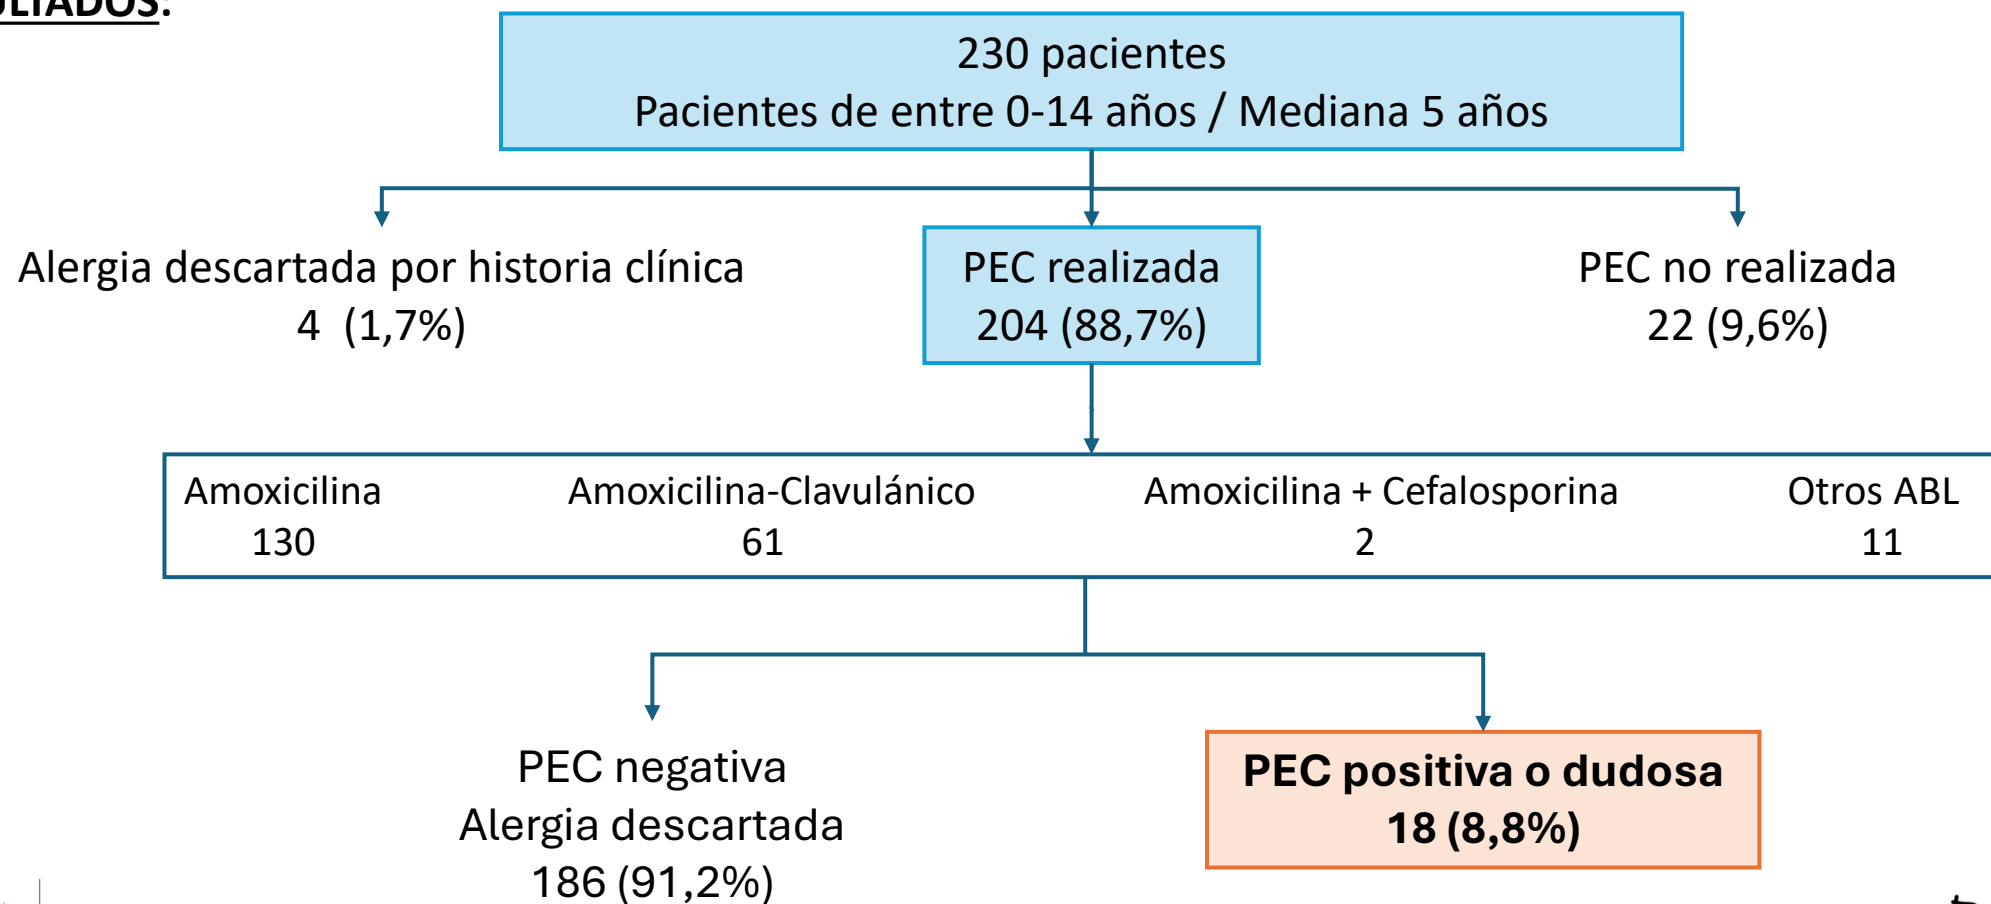 230 pacientes
Pacientes de entre 0-14 años / Mediana 5 años
Alergia descartada por historia clínica
4 (1,7%)
PEC realizada
204 (88,7%)
PEC no realizada
22 (9,6%)
Amoxicilina
130
Amoxicilina-Clavulánico
61
Amoxicilina + Cefalosporina
2
Otros ABL
11
PEC negativa
Alergia descartada
186 (91,2%)
PEC positiva o dudosa
18 (8,8%)